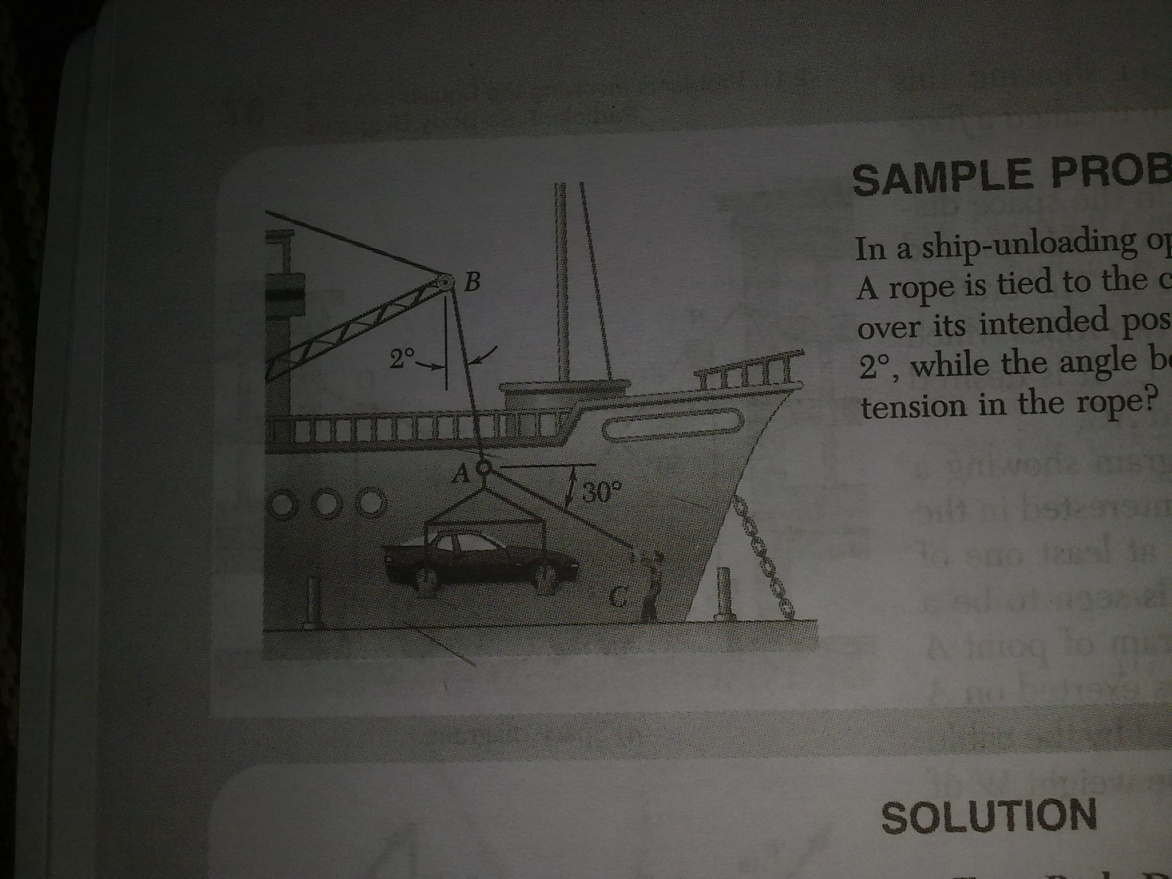 SAMPLE PROB
In a ship-unloading op
A rope is tied to the c
over its intended pos
2°, while the angle be
tension in the rope?
B
2°
A
30°
C
SOLUTION